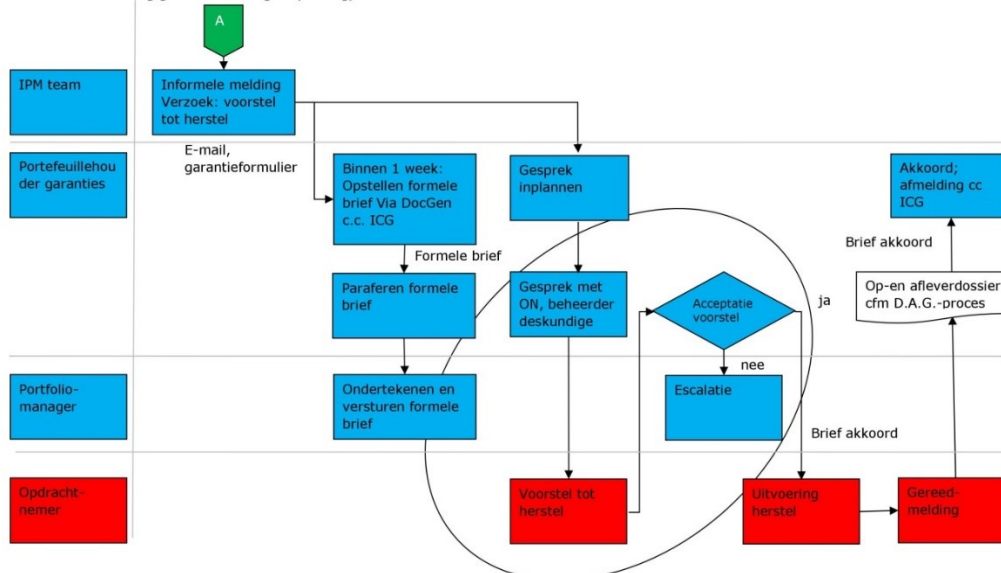 A
IPM team
Informele melding
Verzoek: voorstel
tot herstel
E-mail,
garantieformulier
Portefeuillehou
der garanties
Binnen 1 week:
Opstellen formele
brief Via DocGen
c.c. ICG
Gesprek
inplannen
Akkoord;
afmelding cc
ICG
Formele brief
Brief akkoord
Paraferen formele
brief
Gesprek met
ON, beheerder
deskundige
Acceptatie
voorstel
ja
Op-en afleverdossier
cfm D.A.G.-proces
nee
Portfolio-
manager
Ondertekenen en
versturen formele
brief
Escalatie
Brief akkoord
Opdracht-
nemer
Voorstel tot
herstel
Uitvoering
herstel
Gereed-
melding